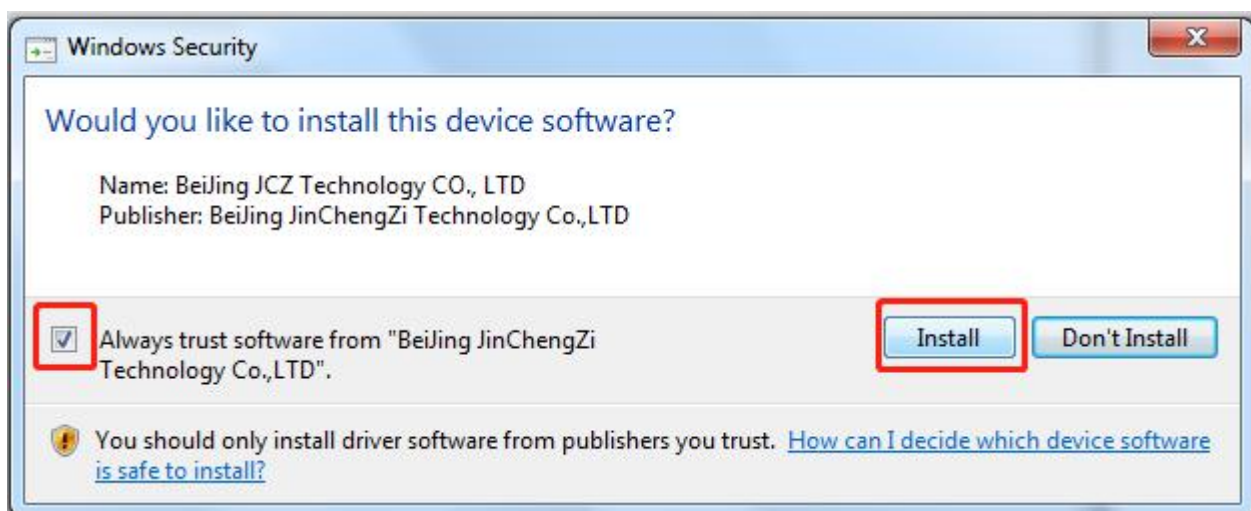 Windows Security
Would you like to install this device software?
Name: BeiJing JCZ Technology CO., LTD
Publisher: BeiJing JinChengZi Technology Co.,LTD
Always trust software from "BeiJing JinChengZi
Technology Co.,LTD".
Install
Don't Install
You should only install driver software from publishers you trust. How can I decide which device software
is safe to install?